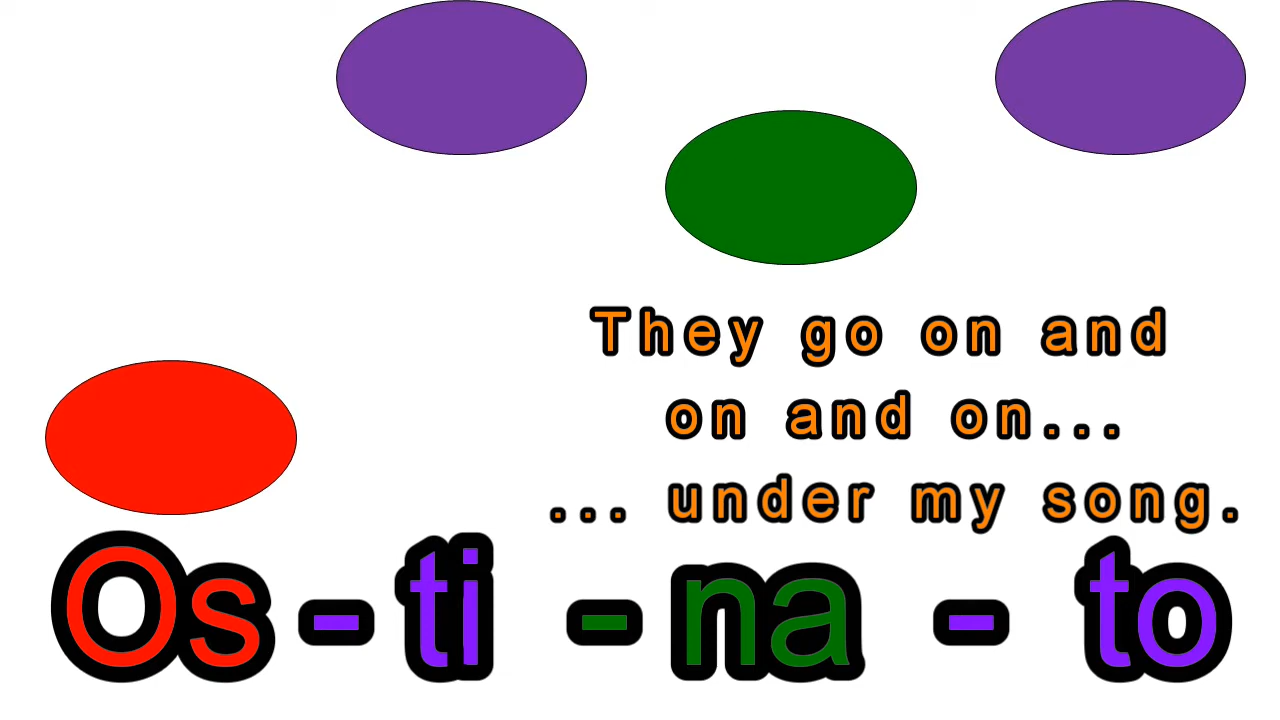 They go on and
on and on...
... under my song.
Os - ti - na - to